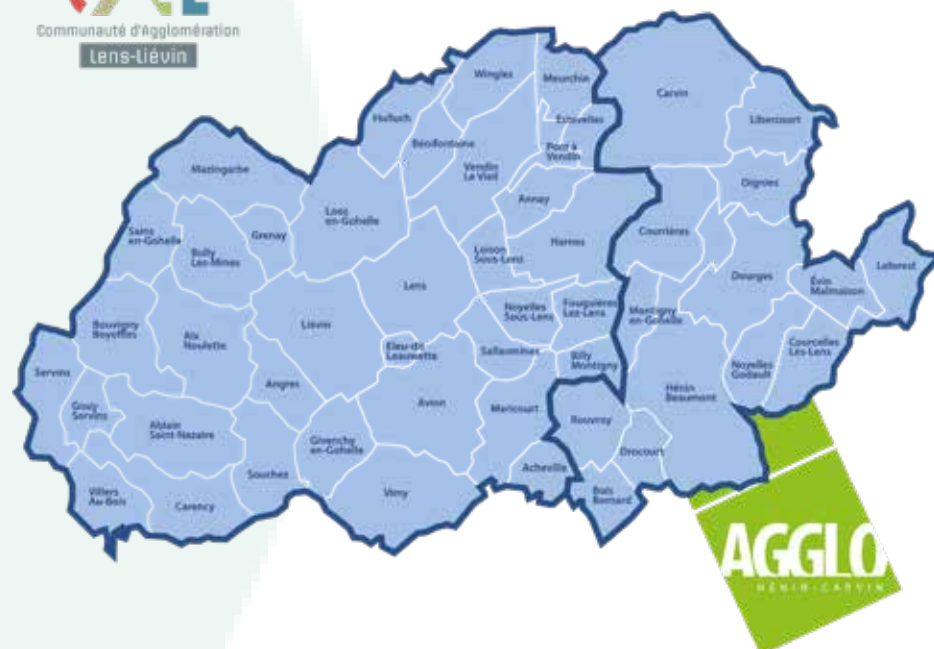 Communauté d'Agglomération
Lens-Liévin
Wingles
Meurchin
Carvin
Hulluch
Estevelles
Libercourt
Bénifontaine
Pont à
Vendin
Mazingarbe
Vendin
Le Vieil
Oignies
Annay
Loos
en-Gohelle
Sains
en-Gohelle
Grenay
Courrières
Bully
Les-Mines
Loison
Sous-Lens
Harnes
Leforest
Dourges
Évin
Malmaison
Lens
Noyelles
Sous-Lens
Fouquières
Les-Lens
Montigny
en-Gohelle
Bouvigny
Boyeffles
Aix
Noulette
Liévin
Eleu-dit
Leauwette
Sallaumines
Courcelles
Les-Lens
Billy
Montigny
Noyelles
Godault
Servins
Angres
Hénin
Beaumont
Avion
Méricourt
Gouy
Servins
Ablain
Saint-Nazaire
Rouvroy
Givenchy
en-Gohelle
Drocourt
Acheville
Souchez
Villers
Au-Bois
Carency
Vimy
Bois
Bernard
AGGLO
HÉNIN-CARVIN